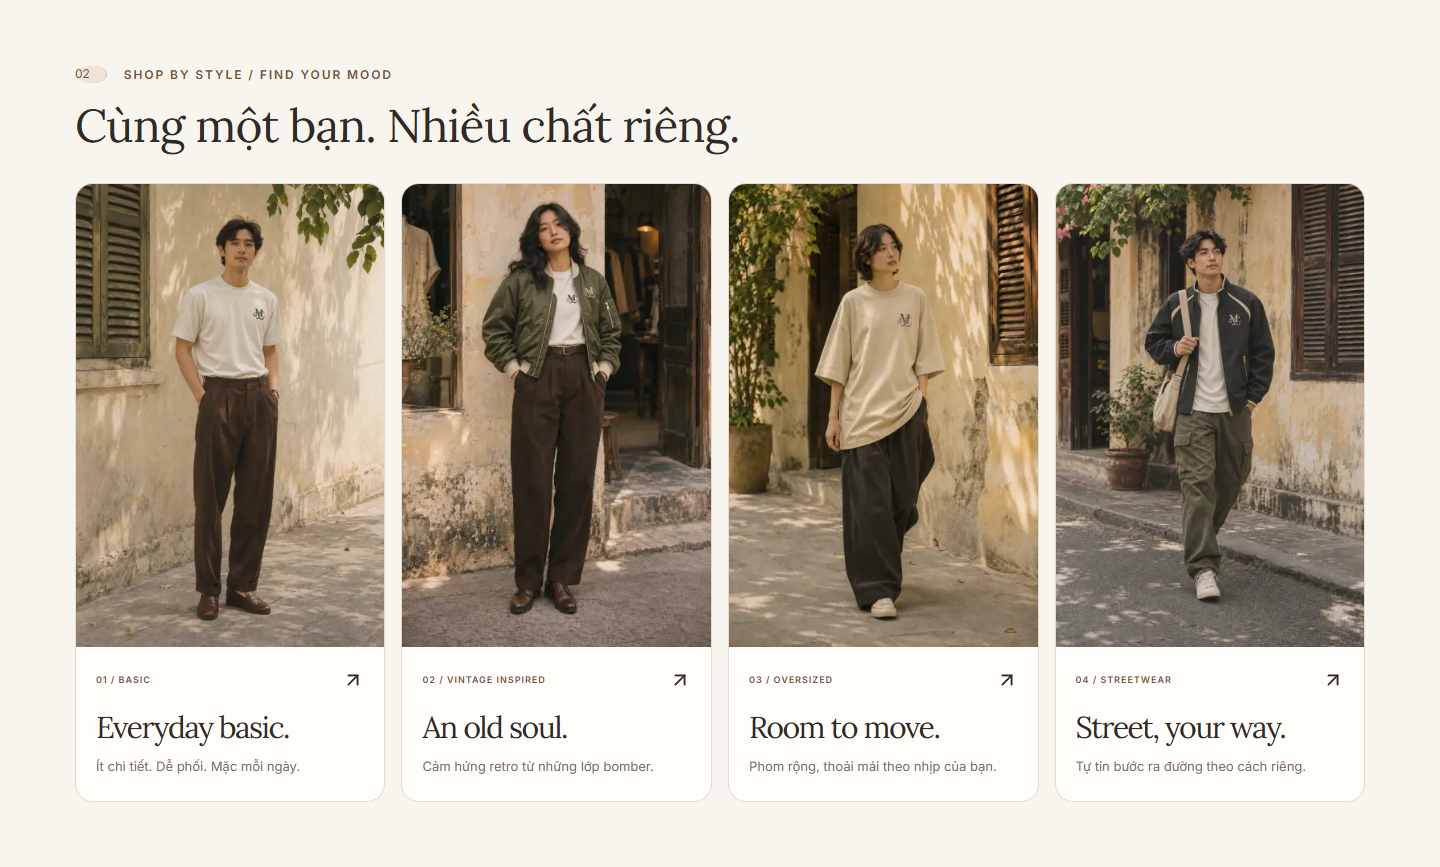 02
SHOP BY STYLE / FIND YOUR MOOD
Cùng một bạn. Nhiều chất riêng.
01 / BASIC
Everyday basic.
Ít chi tiết. Dễ phối. Mặc mỗi ngày.
02 / VINTAGE INSPIRED
An old soul.
Cảm hứng retro từ những lớp bomber.
03 / OVERSIZED
Room to move.
Phom rộng, thoải mái theo nhịp của bạn.
04 / STREETWEAR
Street, your way.
Tự tin bước ra đường theo cách riêng.